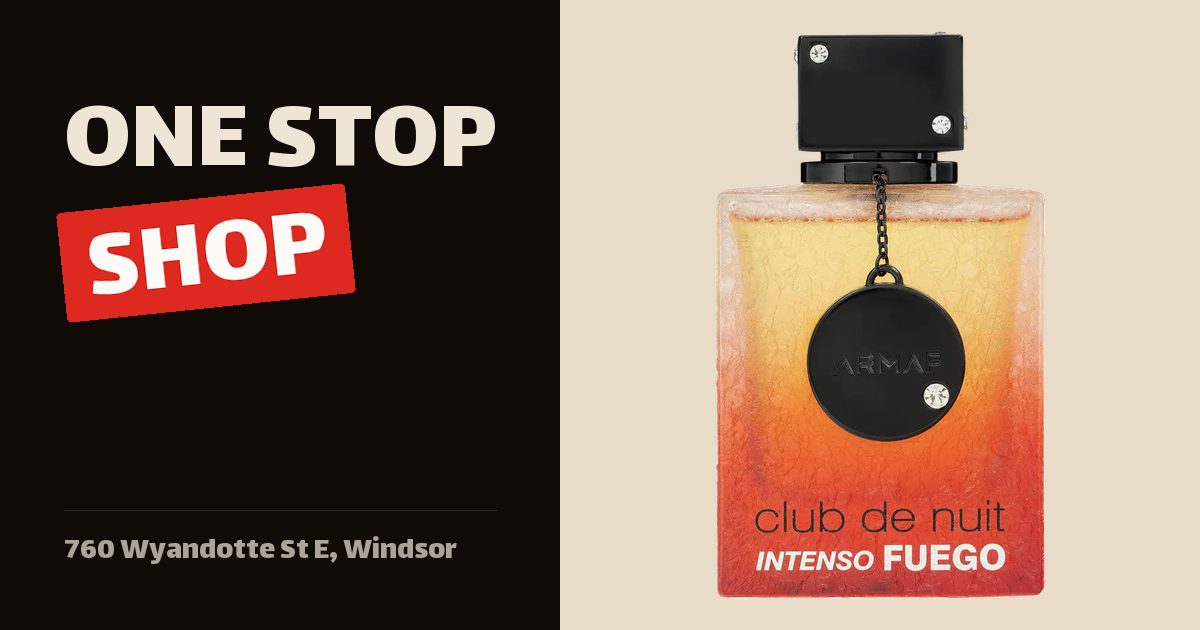 ONE STOP
SHOP
760 Wyandotte St E, Windsor
ARMAF
club de nuit
INTENSO FUEGO